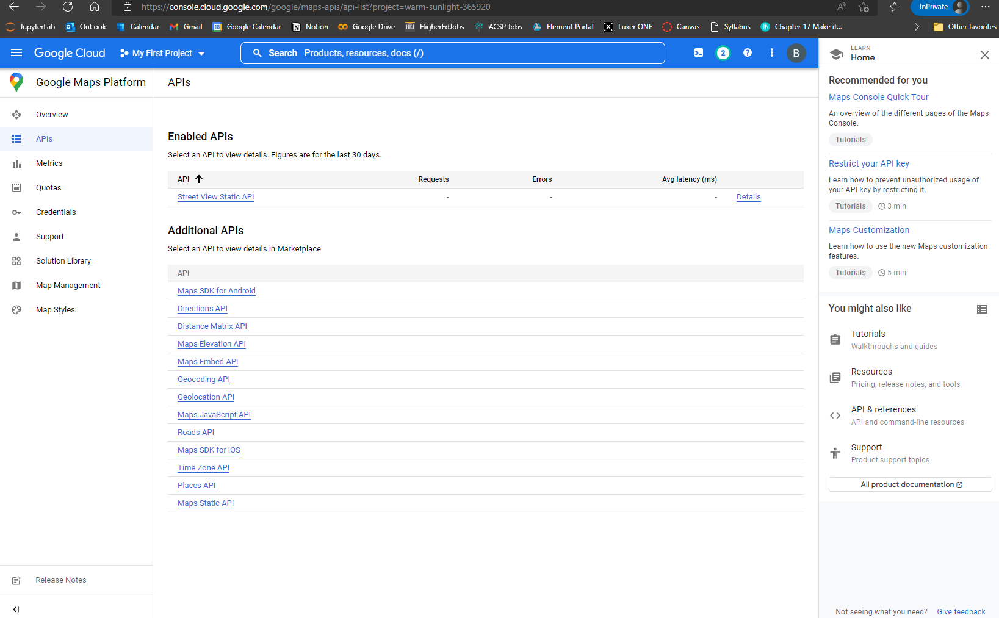 https://console.cloud.google.com/google/maps-apis/api-list?project=warm-sunlight-365920
InPrivate
JupyterLab
Outlook
Calendar
Gmail
18 Google Calendar
Notion
Google Drive
HEJ HigherEdJobs
ACSP Jobs
Element Portal
Luxer ONE
Canvas
Syllabus
Chapter 17 Make it...
Other favorites
Google Cloud
My First Project
Search Products, resources, docs (/)
2
B
Google Maps Platform
Overview
APIs
Metrics
Quotas
Credentials
Support
Solution Library
Map Management
Map Styles
Release Notes
APIs
Enabled APIs
Select an API to view details. Figures are for the last 30 days.
API Requests Errors Avg latency (ms)
Street View Static API - - - Details
Additional APIs
Select an API to view details in Marketplace
API
Maps SDK for Android
Directions API
Distance Matrix API
Maps Elevation API
Maps Embed API
Geocoding API
Geolocation API
Maps JavaScript API
Roads API
Maps SDK for iOS
Time Zone API
Places API
Maps Static API
LEARN
Home
Recommended for you
Maps Console Quick Tour
An overview of the different pages of the Maps
Console.
Tutorials
Restrict your API key
Learn how to prevent unauthorized usage of
your API key by restricting it.
Tutorials 3 min
Maps Customization
Learn how to use the new Maps customization
features.
Tutorials 5 min
You might also like
Tutorials
Walkthroughs and guides
Resources
Pricing, release notes, and tools
API & references
API and command-line resources
Support
Product support topics
All product documentation
Not seeing what you need? Give feedback